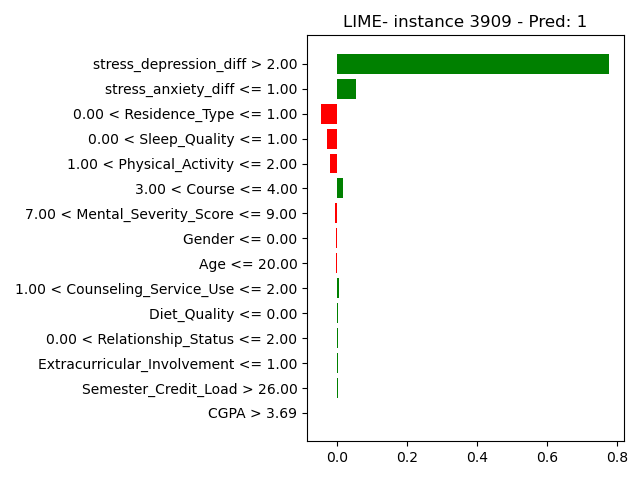 LIME- instance 3909 - Pred: 1
stress_depression_diff > 2.00
stress_anxiety_diff <= 1.00
0.00 < Residence_Type <= 1.00
0.00 < Sleep_Quality <= 1.00
1.00 < Physical_Activity <= 2.00
3.00 < Course <= 4.00
7.00 < Mental_Severity_Score <= 9.00
Gender <= 0.00
Age <= 20.00
1.00 < Counseling_Service_Use <= 2.00
Diet_Quality <= 0.00
0.00 < Relationship_Status <= 2.00
Extracurricular_Involvement <= 1.00
Semester_Credit_Load > 26.00
CGPA > 3.69
0.0 0.2 0.4 0.6 0.8